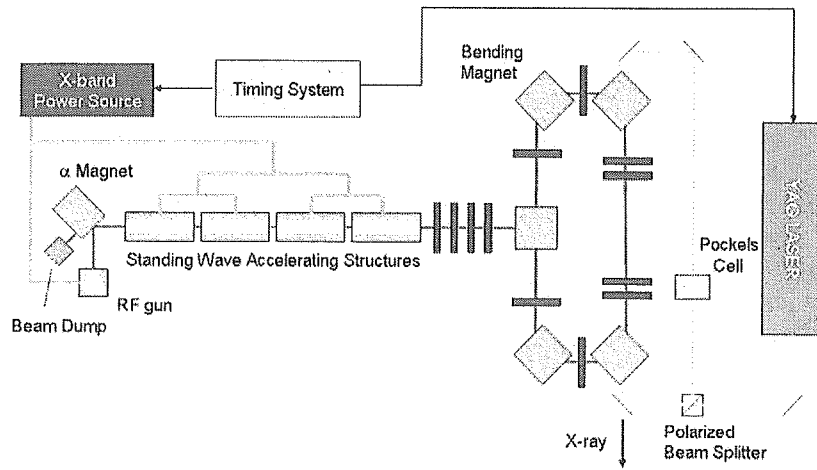 Bending
Magnet
X-band
Power Source
Timing System
α Magnet
YAG LASER
Standing Wave Accelerating Structures
Pockels
Cell
RF gun
Beam Dump
X-ray
Polarized
Beam Splitter